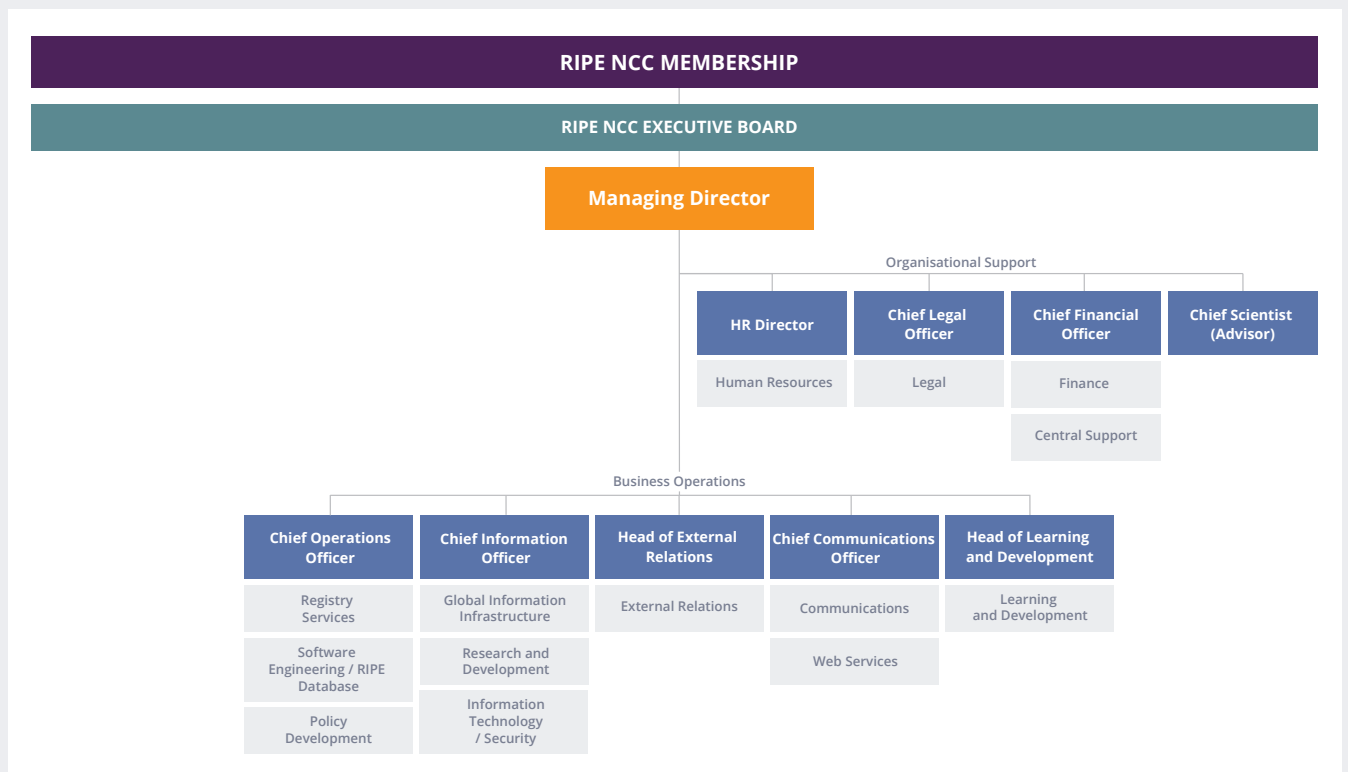 RIPE NCC MEMBERSHIP
RIPE NCC EXECUTIVE BOARD
Managing Director
Organisational Support
HR Director
Chief Legal
Officer
Chief Financial
Officer
Chief Scientist
(Advisor)
Human Resources
Legal
Finance
Central Support
Business Operations
Chief Operations
Officer
Chief Information
Officer
Head of External
Relations
Chief Communications
Officer
Head of Learning
and Development
Registry
Services
Software
Engineering / RIPE
Database
Policy
Development
Global Information
Infrastructure
Research and
Development
Information
Technology
/ Security
External Relations
Communications
Web Services
Learning
and Development